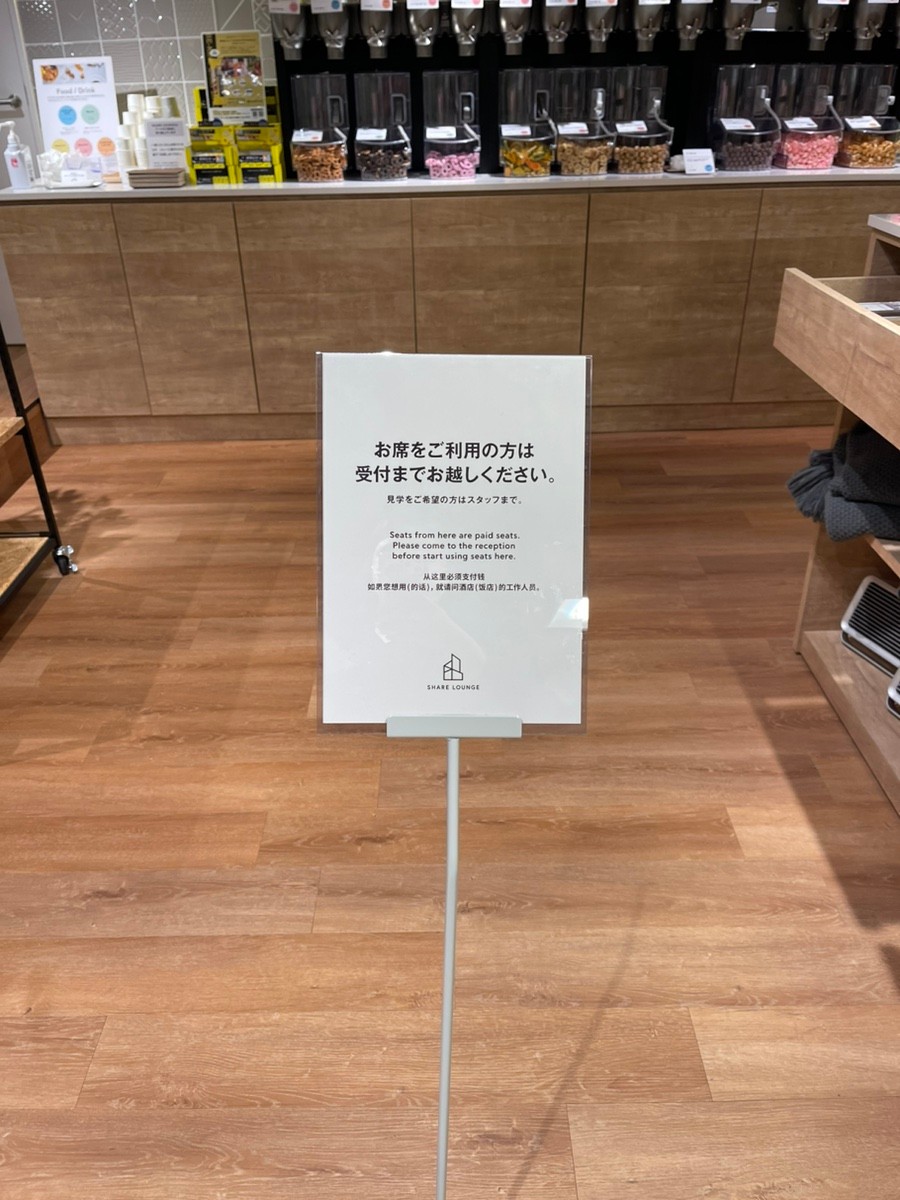 Food / Drink
お席をご利用の方は
受付までお越しください。
見学をご希望の方はスタッフまで。
Seats from here are paid seats.
Please come to the reception
before start using seats here.
从这里必须支付钱
如果您想用(的话)，就请问酒店(饭店)的工作人员。
SHARE LOUNGE